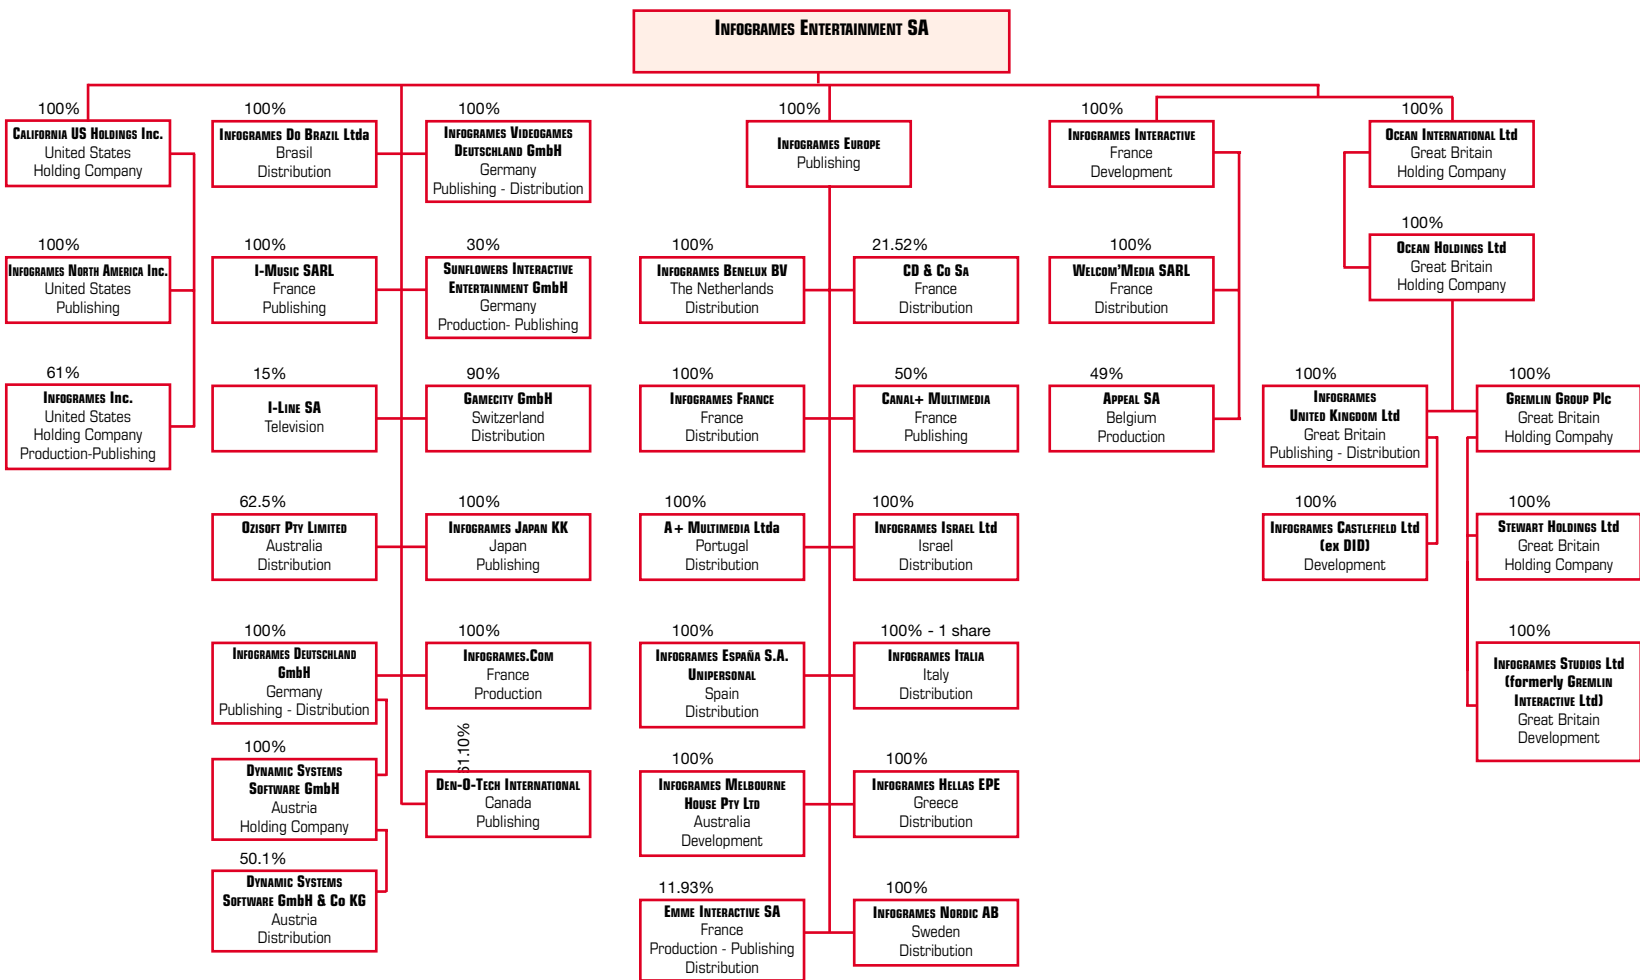 Infogrames Entertainment SA
100%
California US Holdings Inc.
United States
Holding Company
100%
Infogrames Do Brazil Ltda
Brasil
Distribution
100%
Infogrames Videogames
Deutschland GmbH
Germany
Publishing - Distribution
100%
Infogrames Europe
Publishing
100%
Infogrames Interactive
France
Development
100%
Ocean International Ltd
Great Britain
Holding Company
100%
Infogrames North America Inc.
United States
Publishing
100%
I-Music SARL
France
Publishing
30%
Sunflowers Interactive
Entertainment GmbH
Germany
Production- Publishing
100%
Infogrames Benelux BV
The Netherlands
Distribution
21.52%
CD & Co Sa
France
Distribution
100%
Welcom'Media SARL
France
Distribution
100%
Ocean Holdings Ltd
Great Britain
Holding Company
61%
Infogrames Inc.
United States
Holding Company
Production-Publishing
15%
I-Line SA
Television
90%
Gamecity GmbH
Switzerland
Distribution
100%
Infogrames France
France
Distribution
50%
Canal+ Multimedia
France
Publishing
49%
Appeal SA
Belgium
Production
100%
Infogrames
United Kingdom Ltd
Great Britain
Publishing - Distribution
100%
Gremlin Group Plc
Great Britain
Holding Compahy
62.5%
Ozisoft Pty Limited
Australia
Distribution
100%
Infogrames Japan KK
Japan
Publishing
100%
A+ Multimedia Ltda
Portugal
Distribution
100%
Infogrames Israel Ltd
Israel
Distribution
100%
Infogrames Castlefield Ltd
(ex DID)
Development
100%
Stewart Holdings Ltd
Great Britain
Holding Company
100%
Infogrames Deutschland
GmbH
Germany
Publishing - Distribution
100%
Infogrames.Com
France
Production
100%
Infogrames España S.A.
Unipersonal
Spain
Distribution
100% - 1 share
Infogrames Italia
Italy
Distribution
100%
Infogrames Studios Ltd
(formerly Gremlin
Interactive Ltd)
Great Britain
Development
100%
Dynamic Systems
Software GmbH
Austria
Holding Company
61.10%
Den-O-Tech International
Canada
Publishing
100%
Infogrames Melbourne
House Pty Ltd
Australia
Development
100%
Infogrames Hellas EPE
Greece
Distribution
50.1%
Dynamic Systems
Software GmbH & Co KG
Austria
Distribution
11.93%
Emme Interactive SA
France
Production - Publishing
Distribution
100%
Infogrames Nordic AB
Sweden
Distribution